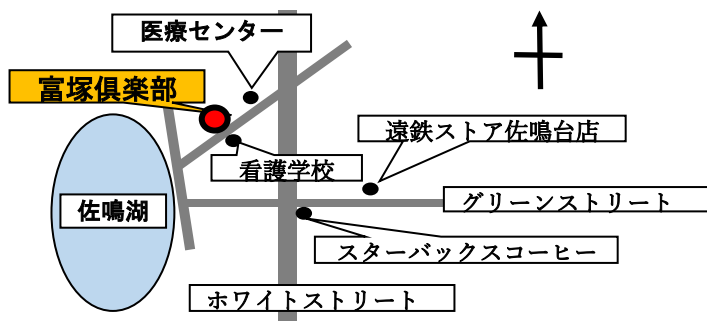 医療センター
富塚倶楽部
遠鉄ストア佐鳴台店
看護学校
佐鳴湖
グリーンストリート
スターバックスコーヒー
ホワイトストリート